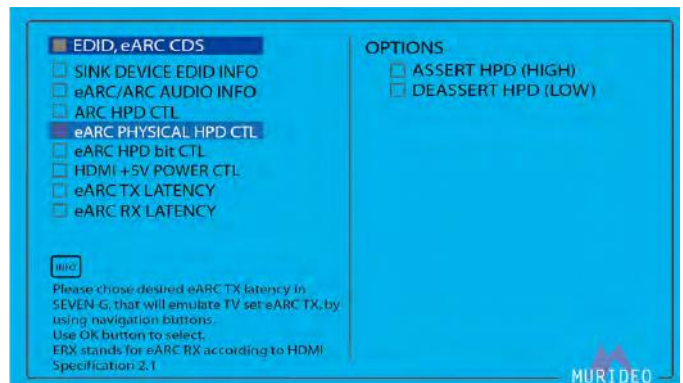 EDID, eARC CDS
SINK DEVICE EDID INFO
eARC/ARC AUDIO INFO
ARC HPD CTL
eARC PHYSICAL HPD CTL
eARC HPD bit CTL
HDMI +5V POWER CTL
eARC TX LATENCY
eARC RX LATENCY
INFO
Please chose desired eARC TX latency in
SEVEN-G, that will emulate TV set eARC TX, by
using navigation buttons.
Use OK button to select.
ERX stands for eARC RX according to HDMI
Specification 2.1
OPTIONS
ASSERT HPD (HIGH)
DEASSERT HPD (LOW)
MURIDEO